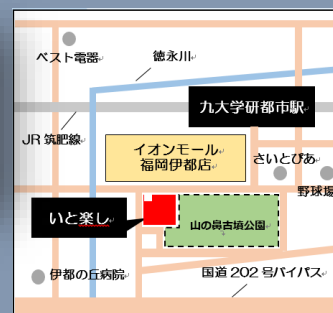 ベスト電器
徳永川
九大学研都市駅
JR 筑肥線
イオンモール
福岡伊都店
さいとぴあ
野球場
いと楽し
山の鼻古墳公園
伊都の丘病院
国道 202 号バイパス